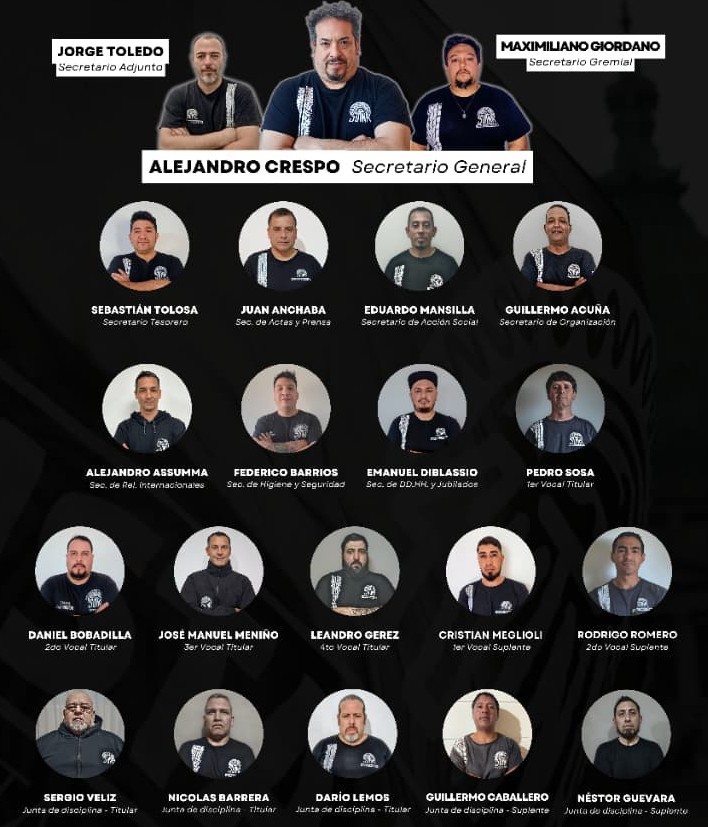 JORGE TOLEDO
Secretario Adjunto
MAXIMILIANO GIORDANO
Secretario Gremial
ALEJANDRO CRESPO Secretario General
SEBASTIÁN TOLOSA
Secretario Tesorero
JUAN ANCHABA
Sec. de Actas y Prensa
EDUARDO MANSILLA
Secretario de Acción Social
GUILLERMO ACUÑA
Secretario de Organización
ALEJANDRO ASSUMMA
Sec. de Rel. Internacionales
FEDERICO BARRIOS
Sec. de Higiene y Seguridad
EMANUEL DIBLASSIO
Sec. de DD.HH. y Jubilados
PEDRO SOSA
1er Vocal Titular
DANIEL BOBADILLA
2do Vocal Titular
JOSÉ MANUEL MENIÑO
3er Vocal Titular
LEANDRO GEREZ
4to Vocal Titular
CRISTIAN MEGLIOLI
1er Vocal Suplente
RODRIGO ROMERO
2do Vocal Suplente
SERGIO VELIZ
Junta de disciplina - Titular
NICOLAS BARRERA
Junta de disciplina - Titular
DARÍO LEMOS
Junta de disciplina - Titular
GUILLERMO CABALLERO
Junta de disciplina - Suplente
NÉSTOR GUEVARA
Junta de disciplina - Suplente